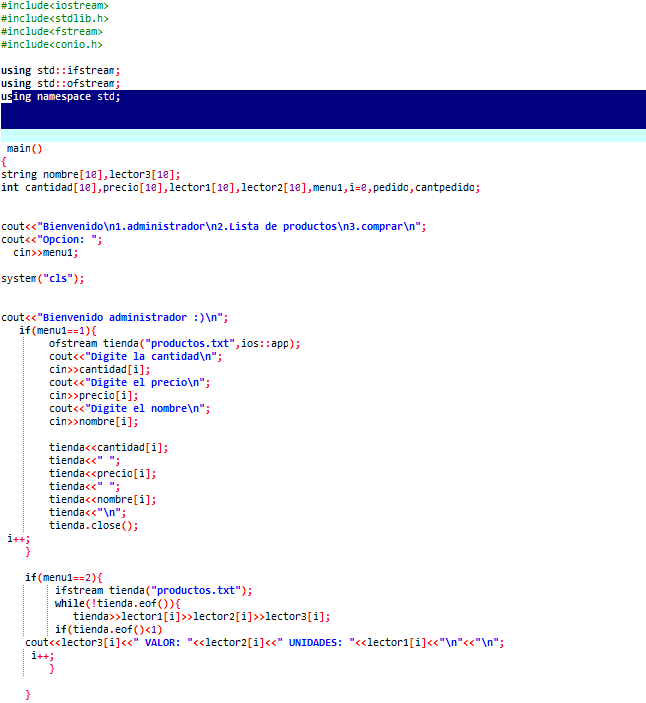 #include<iostream>
#include<stdlib.h>
#include<fstream>
#include<conio.h>
using std::ifstream;
using std::ofstream;
using namespace std;
main()
{
string nombre[10],lector3[10];
int cantidad[10],precio[10],lector1[10],lector2[10],menu1,i=0,pedido,cantpedido;
cout<<"Bienvenido\n1.administrador\n2.Lista de productos\n3.comprar\n";
cout<<"Opcion: ";
cin>>menu1;
system("cls");
cout<<"Bienvenido administrador :)\n";
if(menu1==1){
ofstream tienda("productos.txt",ios::app);
cout<<"Digite la cantidad\n";
cin>>cantidad[i];
cout<<"Digite el precio\n";
cin>>precio[i];
cout<<"Digite el nombre\n";
cin>>nombre[i];
tienda<<cantidad[i];
tienda<<" ";
tienda<<precio[i];
tienda<<" ";
tienda<<nombre[i];
tienda<<"\n";
tienda.close();
i++;
}
if(menu1==2){
ifstream tienda("productos.txt");
while(!tienda.eof()){
tienda>>lector1[i]>>lector2[i]>>lector3[i];
if(tienda.eof()<1)
cout<<lector3[i]<<" VALOR: "<<lector2[i]<<" UNIDADES: "<<lector1[i]<<"\n"<<"\n";
i++;
}
}